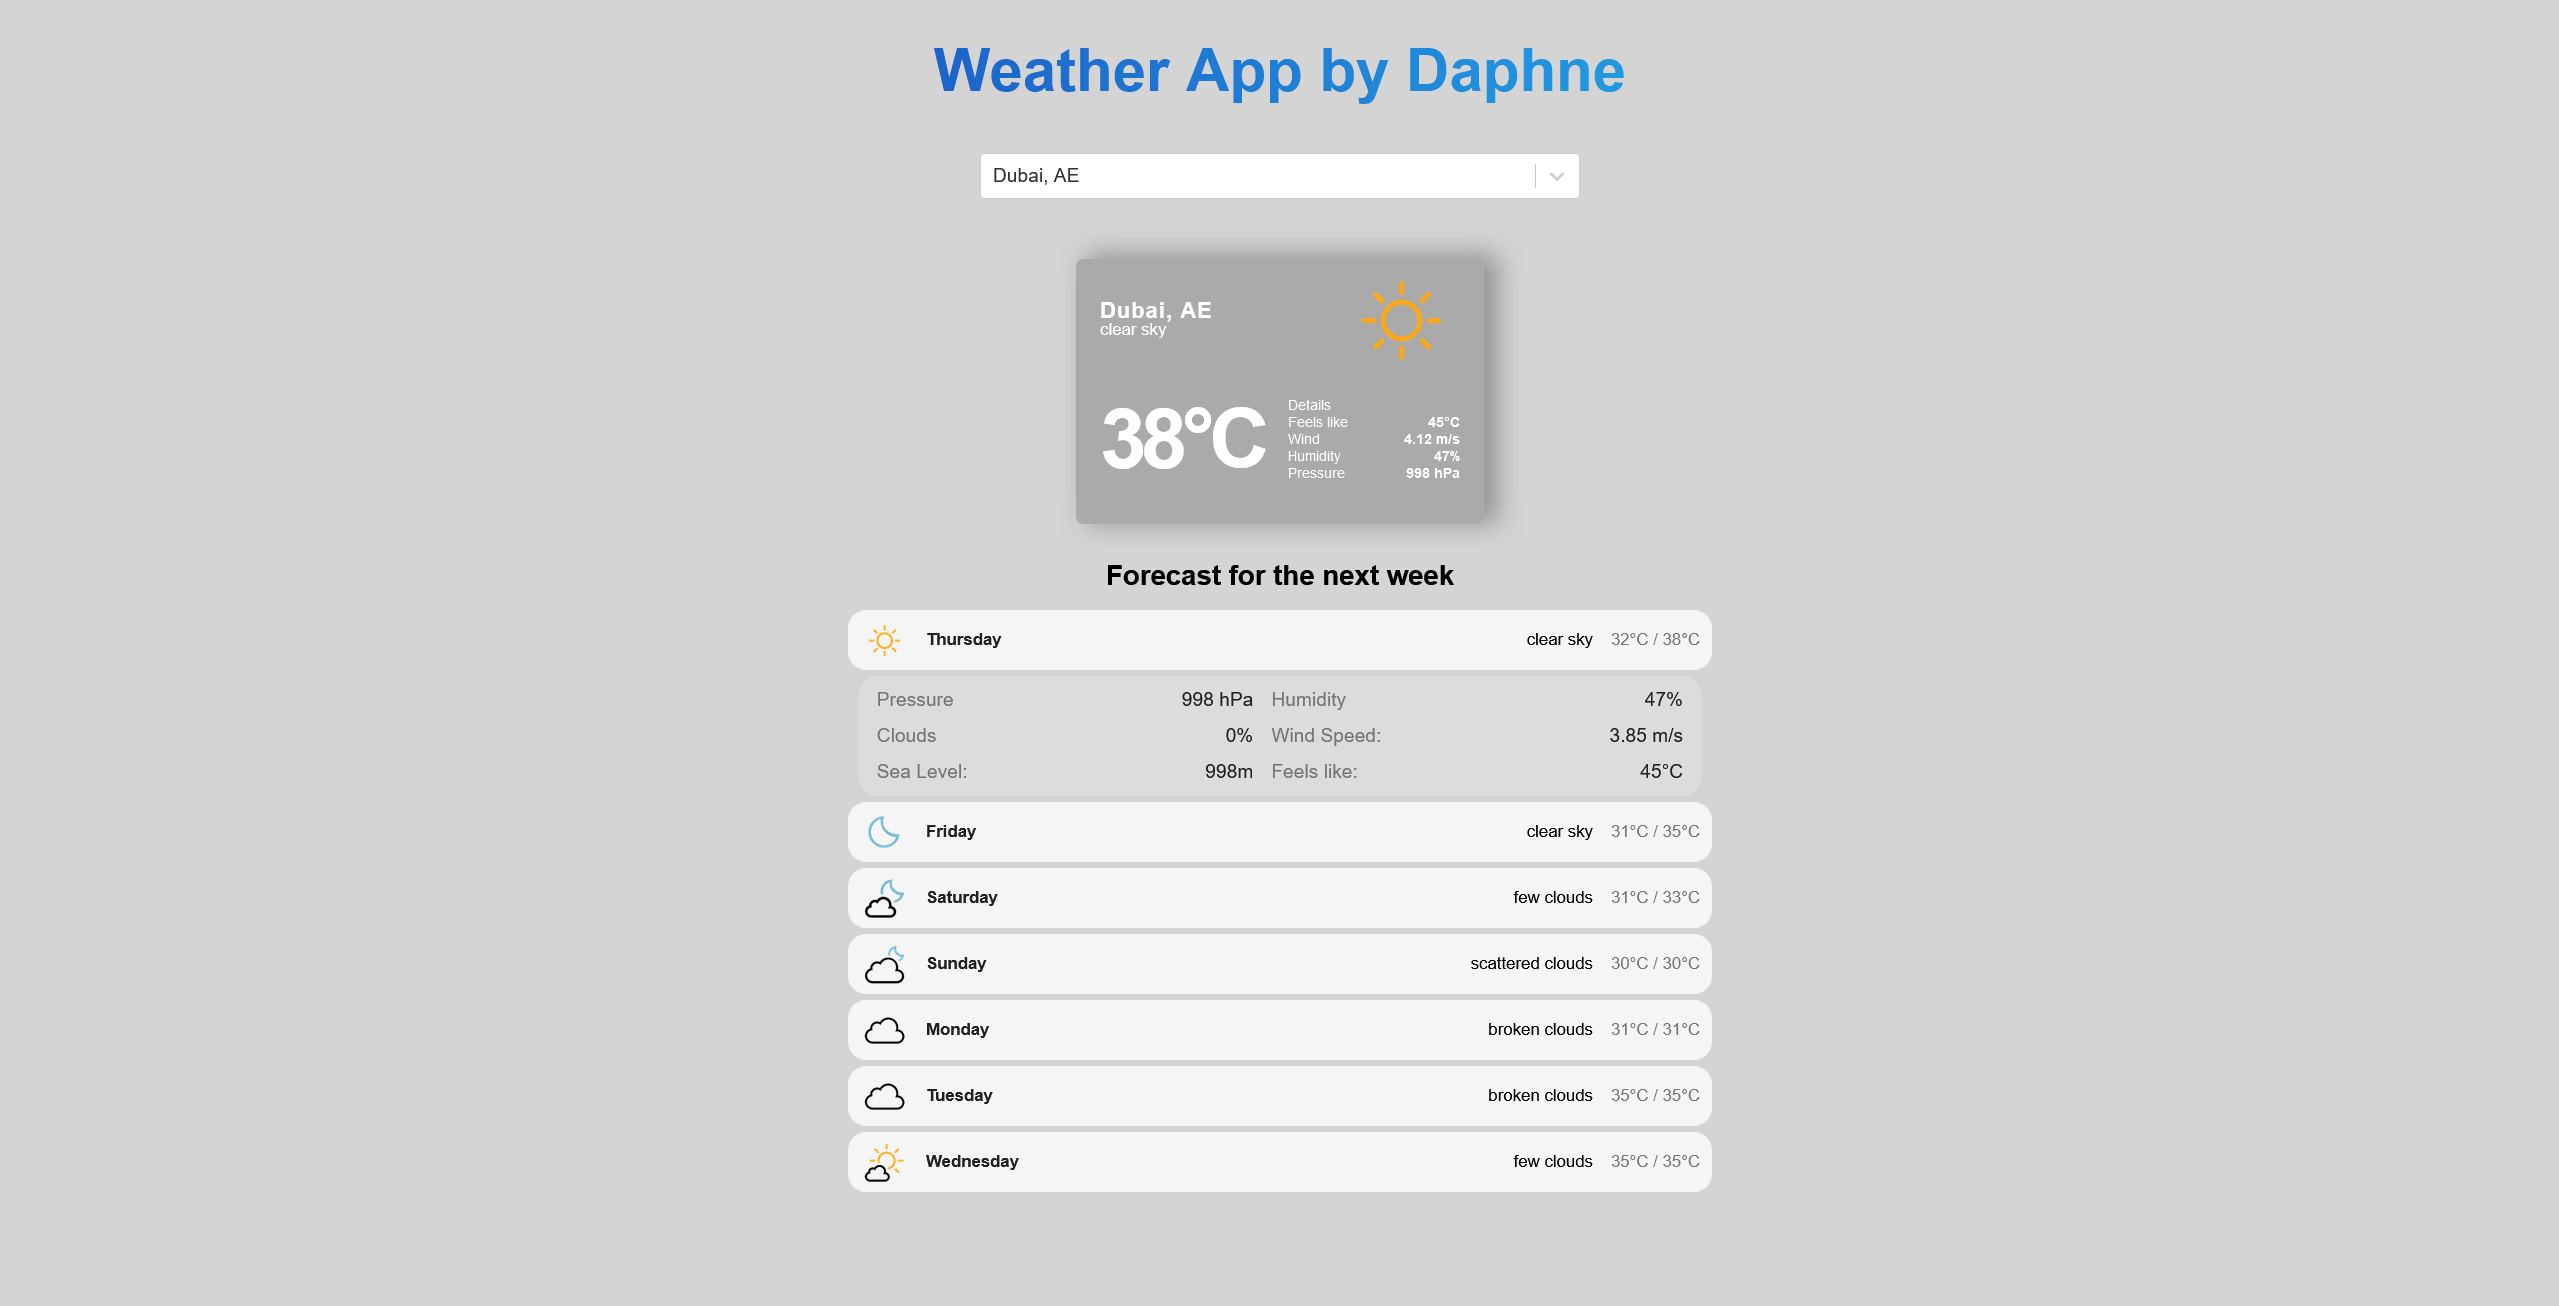 Weather App by Daphne
Dubai, AE
Dubai, AE
clear sky
38°C
Details
Feels like 45°C
Wind 4.12 m/s
Humidity 47%
Pressure 998 hPa
Forecast for the next week
Thursday clear sky 32°C / 38°C
Pressure 998 hPa Humidity 47%
Clouds 0% Wind Speed: 3.85 m/s
Sea Level: 998m Feels like: 45°C
Friday clear sky 31°C / 35°C
Saturday few clouds 31°C / 33°C
Sunday scattered clouds 30°C / 30°C
Monday broken clouds 31°C / 31°C
Tuesday broken clouds 35°C / 35°C
Wednesday few clouds 35°C / 35°C